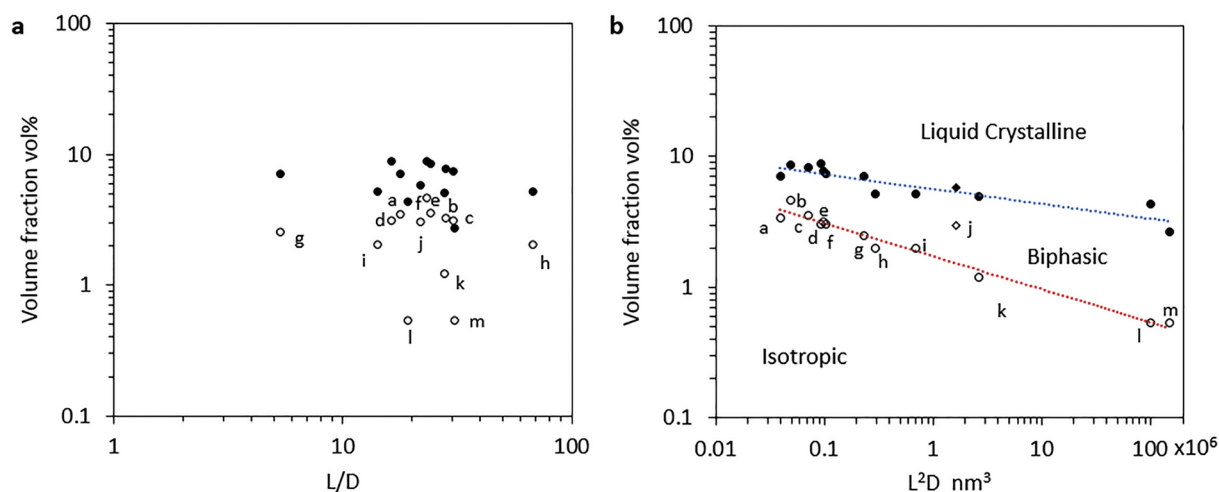 a
Volume fraction vol%
100
10
1
0.1
1
10
100
L/D
a
b
c
d
e
f
g
h
i
j
k
l
m
b
Volume fraction vol%
100
10
1
0.1
0.01
0.1
1
10
100 x10⁶
L²D nm³
Liquid Crystalline
Biphasic
Isotropic
a
b
c
d
e
f
g
h
i
j
k
l
m